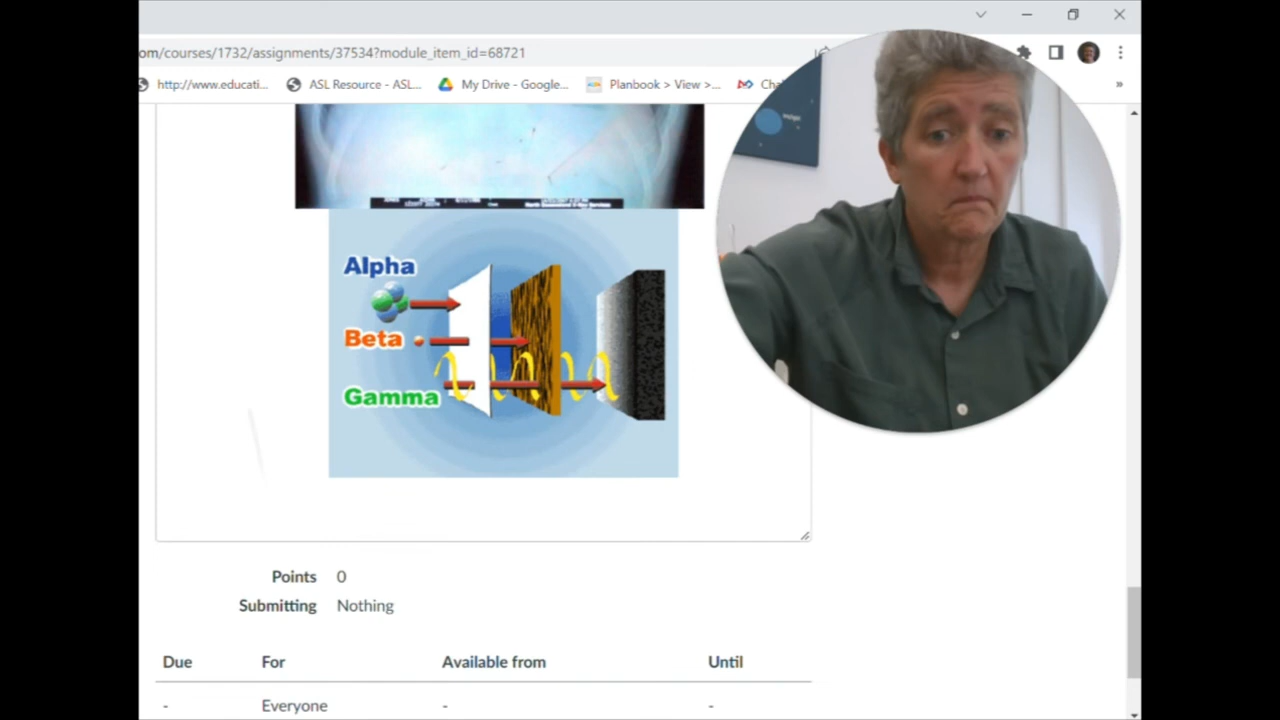 om/courses/1732/assignments/37534?module_item_id=68721
http://www.educati... ASL Resource - ASL... My Drive - Google... Planbook > View >... Cha
»
Alpha
Beta
Gamma
Points 0
Submitting Nothing
Due For Available from Until
- Everyone - -